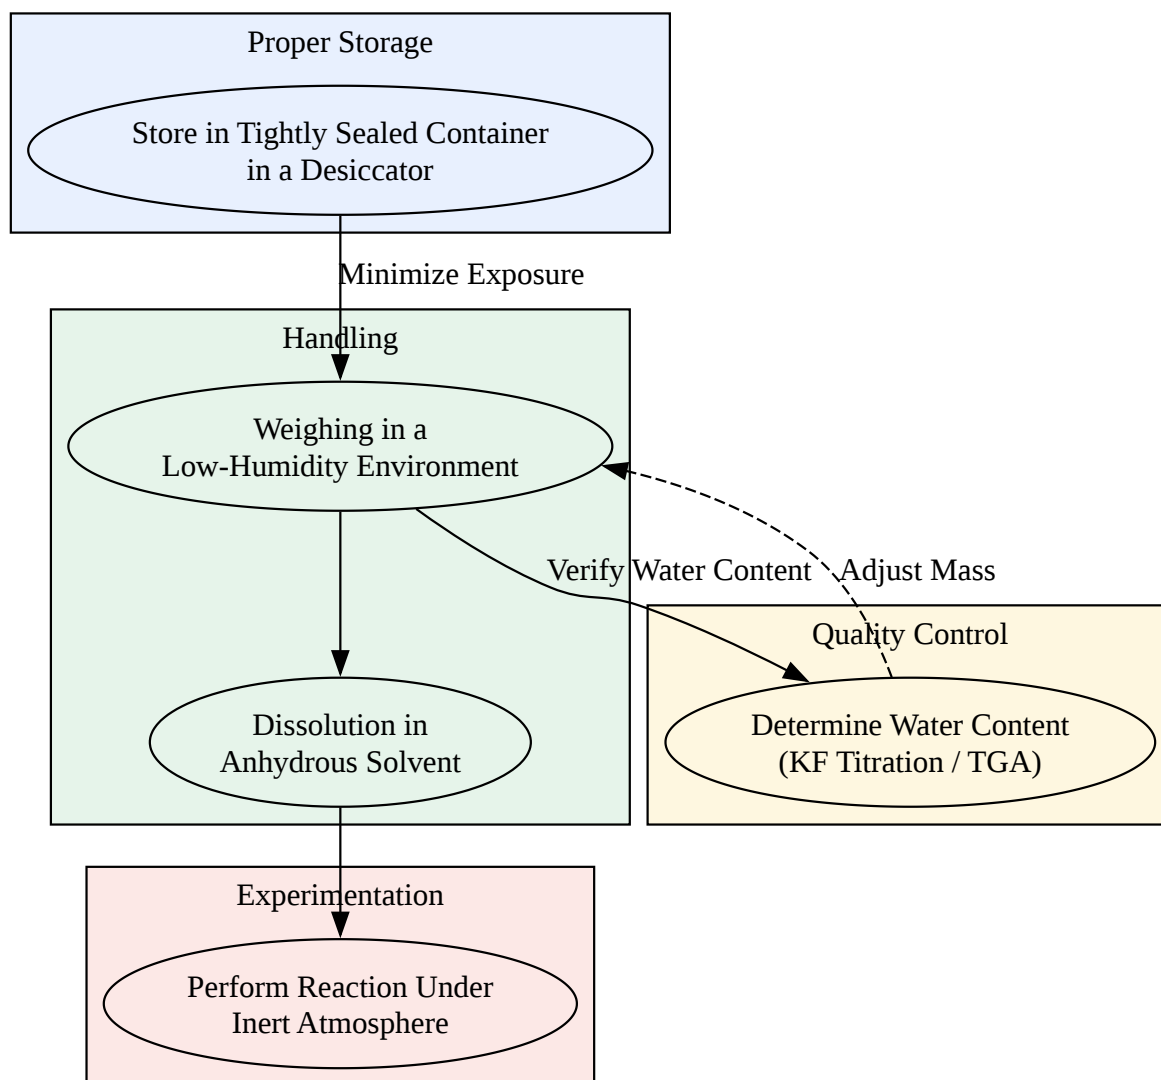 Proper Storage
Store in Tightly Sealed Container
in a Desiccator
Minimize Exposure
Handling
Weighing in a
Low-Humidity Environment
Verify Water Content
Adjust Mass
Quality Control
Dissolution in
Anhydrous Solvent
Determine Water Content
(KF Titration / TGA)
Experimentation
Perform Reaction Under
Inert Atmosphere